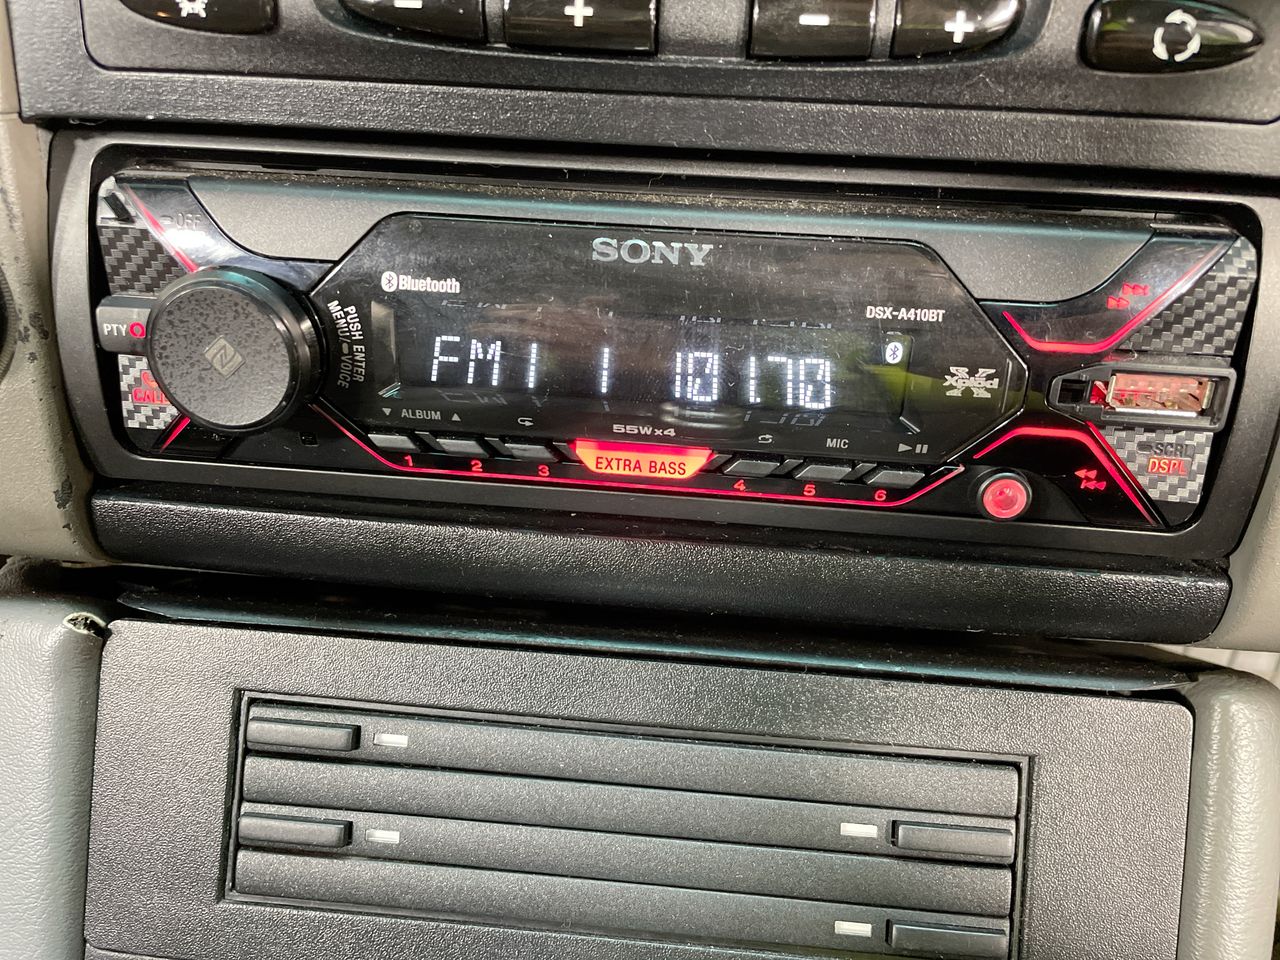 OFF
SONY
Bluetooth
DSX-A410BT
PTY
PUSH ENTER
MENU/ VOICE
FM1 1 101.70
Xplod
CALL
ALBUM
55W×4
MIC
EXTRA BASS
1 2 3 4 5 6
SCRL
DSPL